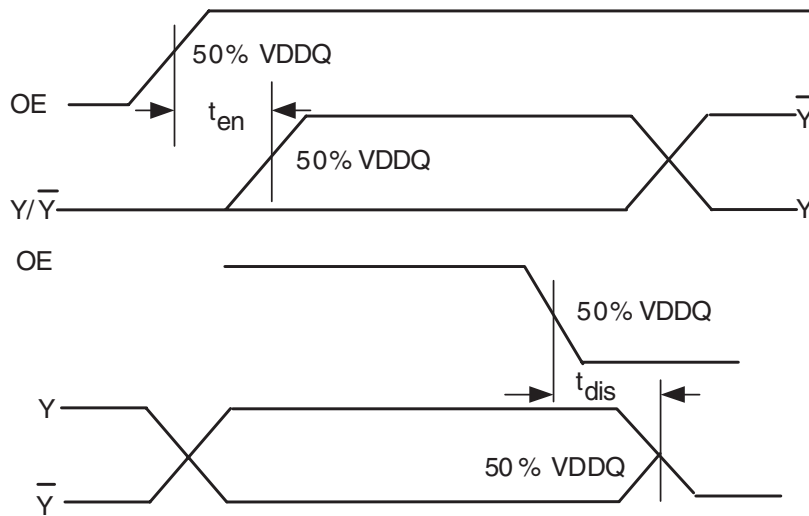 50% VDDQ
OE
t_en
Y̅
50% VDDQ
Y/Y̅
Y
OE
50% VDDQ
t_dis
Y
50% VDDQ
Y̅